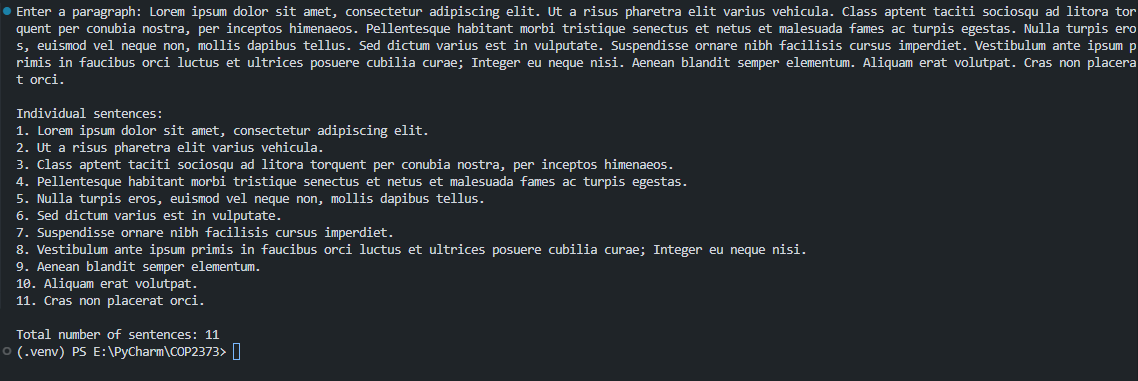 Enter a paragraph: Lorem ipsum dolor sit amet, consectetur adipiscing elit. Ut a risus pharetra elit varius vehicula. Class aptent taciti sociosqu ad litora tor
quent per conubia nostra, per inceptos himenaeos. Pellentesque habitant morbi tristique senectus et netus et malesuada fames ac turpis egestas. Nulla turpis ero
s, euismod vel neque non, mollis dapibus tellus. Sed dictum varius est in vulputate. Suspendisse ornare nibh facilisis cursus imperdiet. Vestibulum ante ipsum p
rimis in faucibus orci luctus et ultrices posuere cubilia curae; Integer eu neque nisi. Aenean blandit semper elementum. Aliquam erat volutpat. Cras non placera
t orci.
Individual sentences:
1. Lorem ipsum dolor sit amet, consectetur adipiscing elit.
2. Ut a risus pharetra elit varius vehicula.
3. Class aptent taciti sociosqu ad litora torquent per conubia nostra, per inceptos himenaeos.
4. Pellentesque habitant morbi tristique senectus et netus et malesuada fames ac turpis egestas.
5. Nulla turpis eros, euismod vel neque non, mollis dapibus tellus.
6. Sed dictum varius est in vulputate.
7. Suspendisse ornare nibh facilisis cursus imperdiet.
8. Vestibulum ante ipsum primis in faucibus orci luctus et ultrices posuere cubilia curae; Integer eu neque nisi.
9. Aenean blandit semper elementum.
10. Aliquam erat volutpat.
11. Cras non placerat orci.
Total number of sentences: 11
(.venv) PS E:\PyCharm\COP2373>